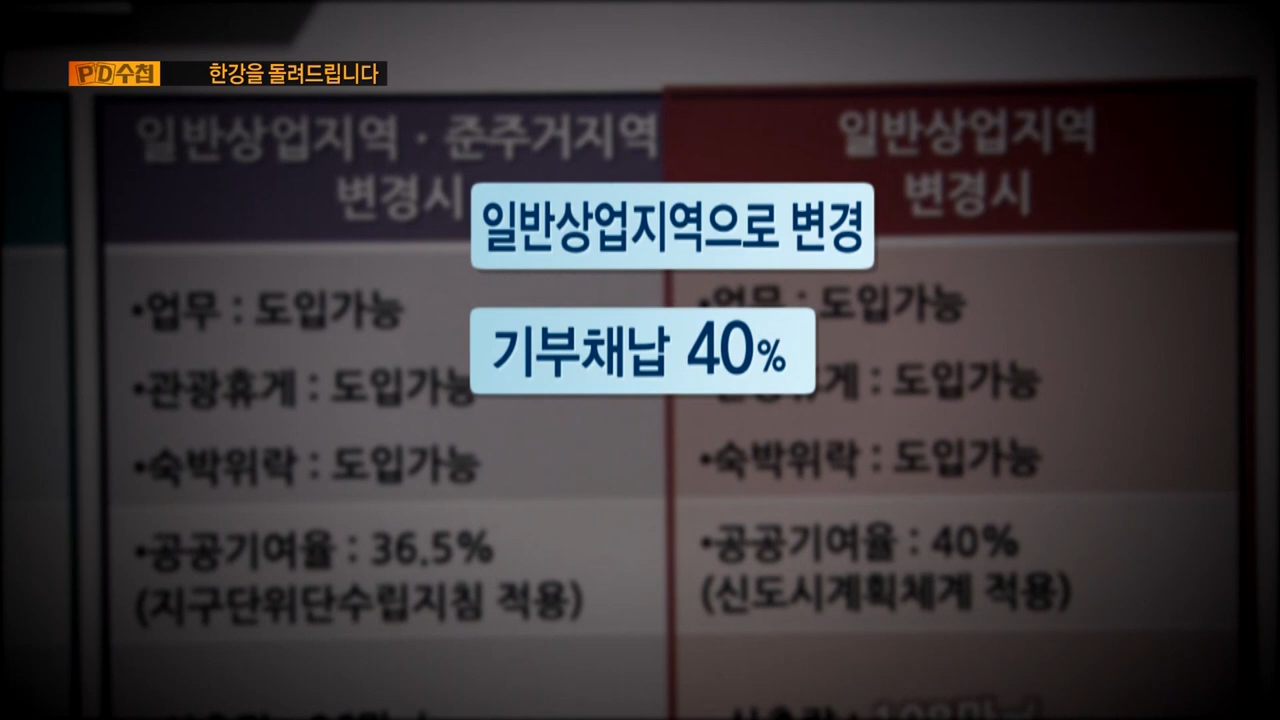 PD수첩 한강을 돌려드립니다
일반상업지역 · 준주거지역
변경시
일반상업지역
변경시
일반상업지역으로 변경
기부채납 40%
•업무 : 도입가능
•관광휴게 : 도입가능
•숙박위락 : 도입가능
•공공기여율 : 36.5%
(지구단위단수립지침 적용)
•업무 : 도입가능
게 : 도입가능
•숙박위락 : 도입가능
•공공기여율 : 40%
(신도시계획체계 적용)